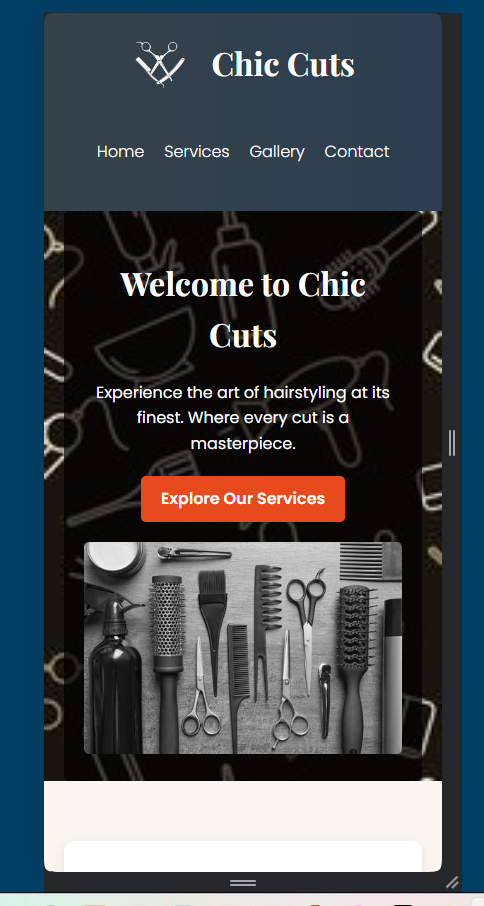 Chic Cuts
Home Services Gallery Contact
Welcome to Chic
Cuts
Experience the art of hairstyling at its
finest. Where every cut is a
masterpiece.
Explore Our Services